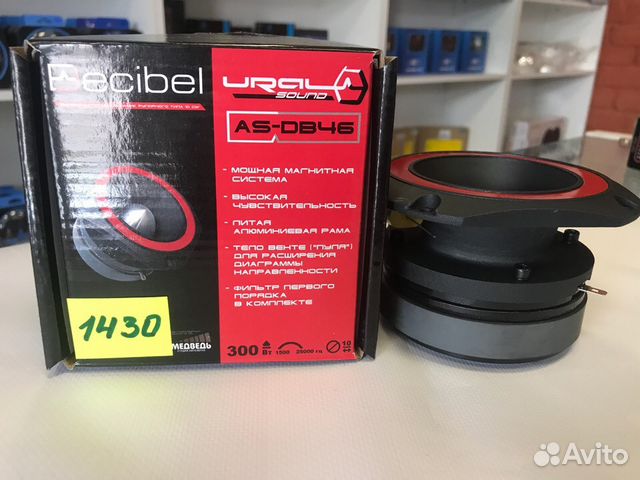 Decibel
URAL
SOUND
AS-DB46
- МОЩНАЯ МАГНИТНАЯ
СИСТЕМА
- ВЫСОКАЯ
ЧУВСТВИТЕЛЬНОСТЬ
- ЛИТАЯ
АЛЮМИНИЕВАЯ РАМА
- ТЕЛО ВЕНТЕ ("ПУЛЯ")
ДЛЯ РАСШИРЕНИЯ
ДИАГРАММЫ
НАПРАВЛЕННОСТИ
- ФИЛЬТР ПЕРВОГО
ПОРЯДКА
В КОМПЛЕКТЕ
1430
МЕДВЕДЬ
300 Вт 1500 25000 Гц 10
Avito